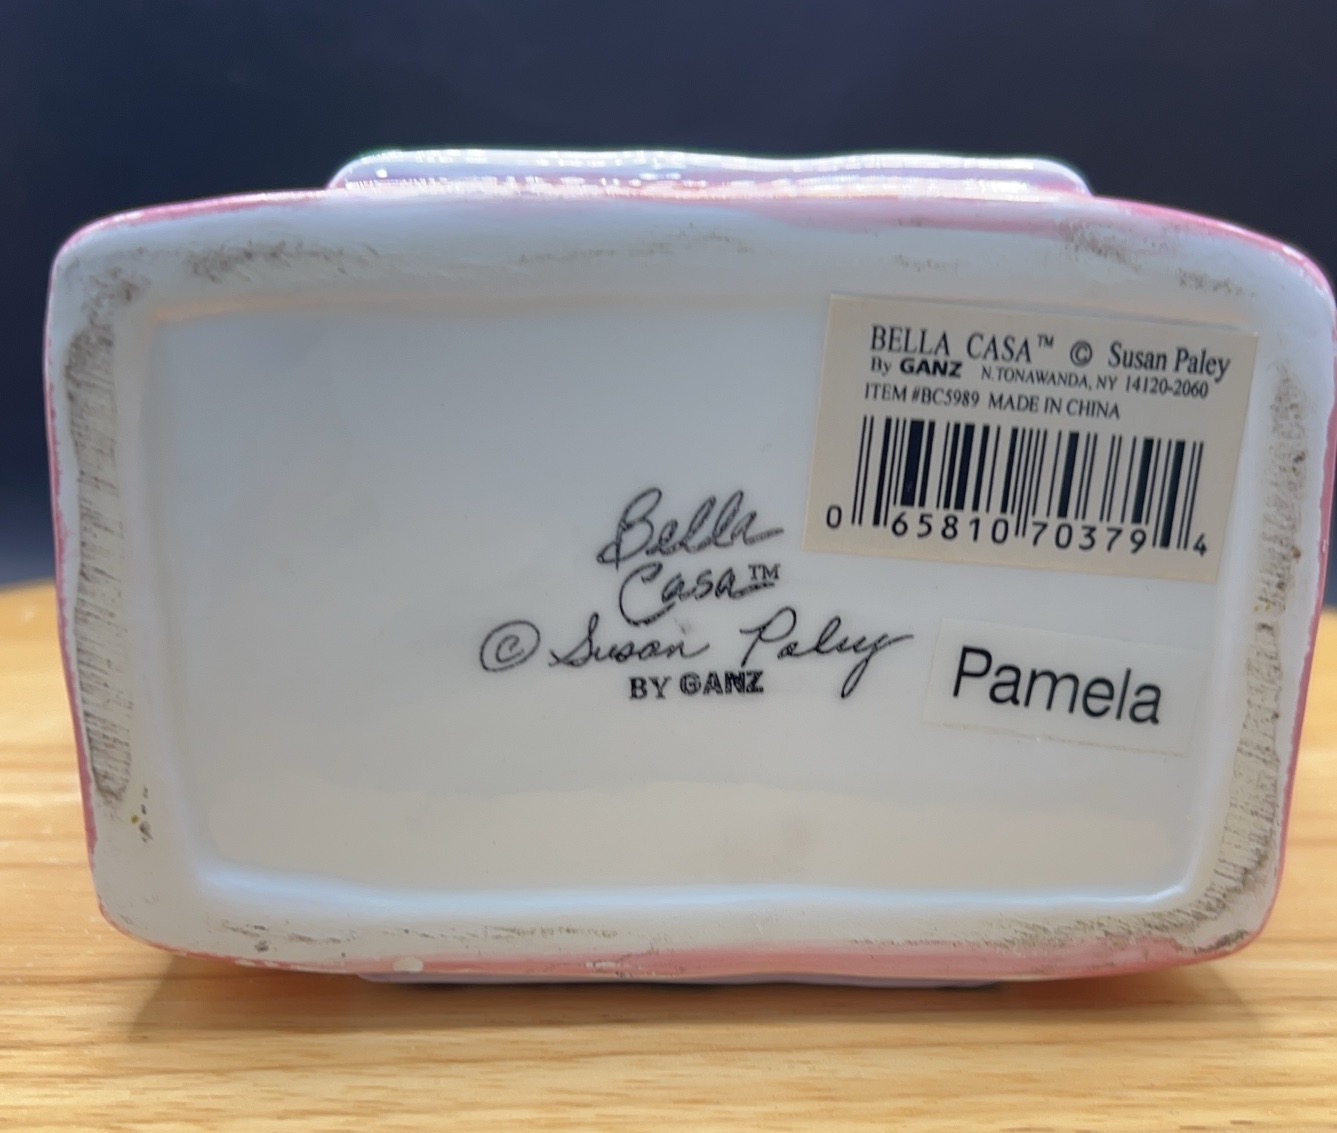 BELLA CASA™ © Susan Paley
By GANZ N. TONAWANDA, NY 14120-2060
ITEM #BC5989 MADE IN CHINA
0 65810 70379 4
Bella
Casa™
© Susan Paley
BY GANZ
Pamela